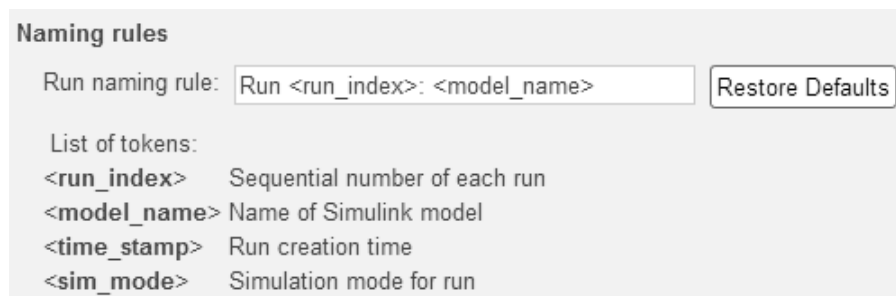 Naming rules
Run naming rule: Run <run_index>: <model_name> Restore Defaults
List of tokens:
<run_index> Sequential number of each run
<model_name> Name of Simulink model
<time_stamp> Run creation time
<sim_mode> Simulation mode for run